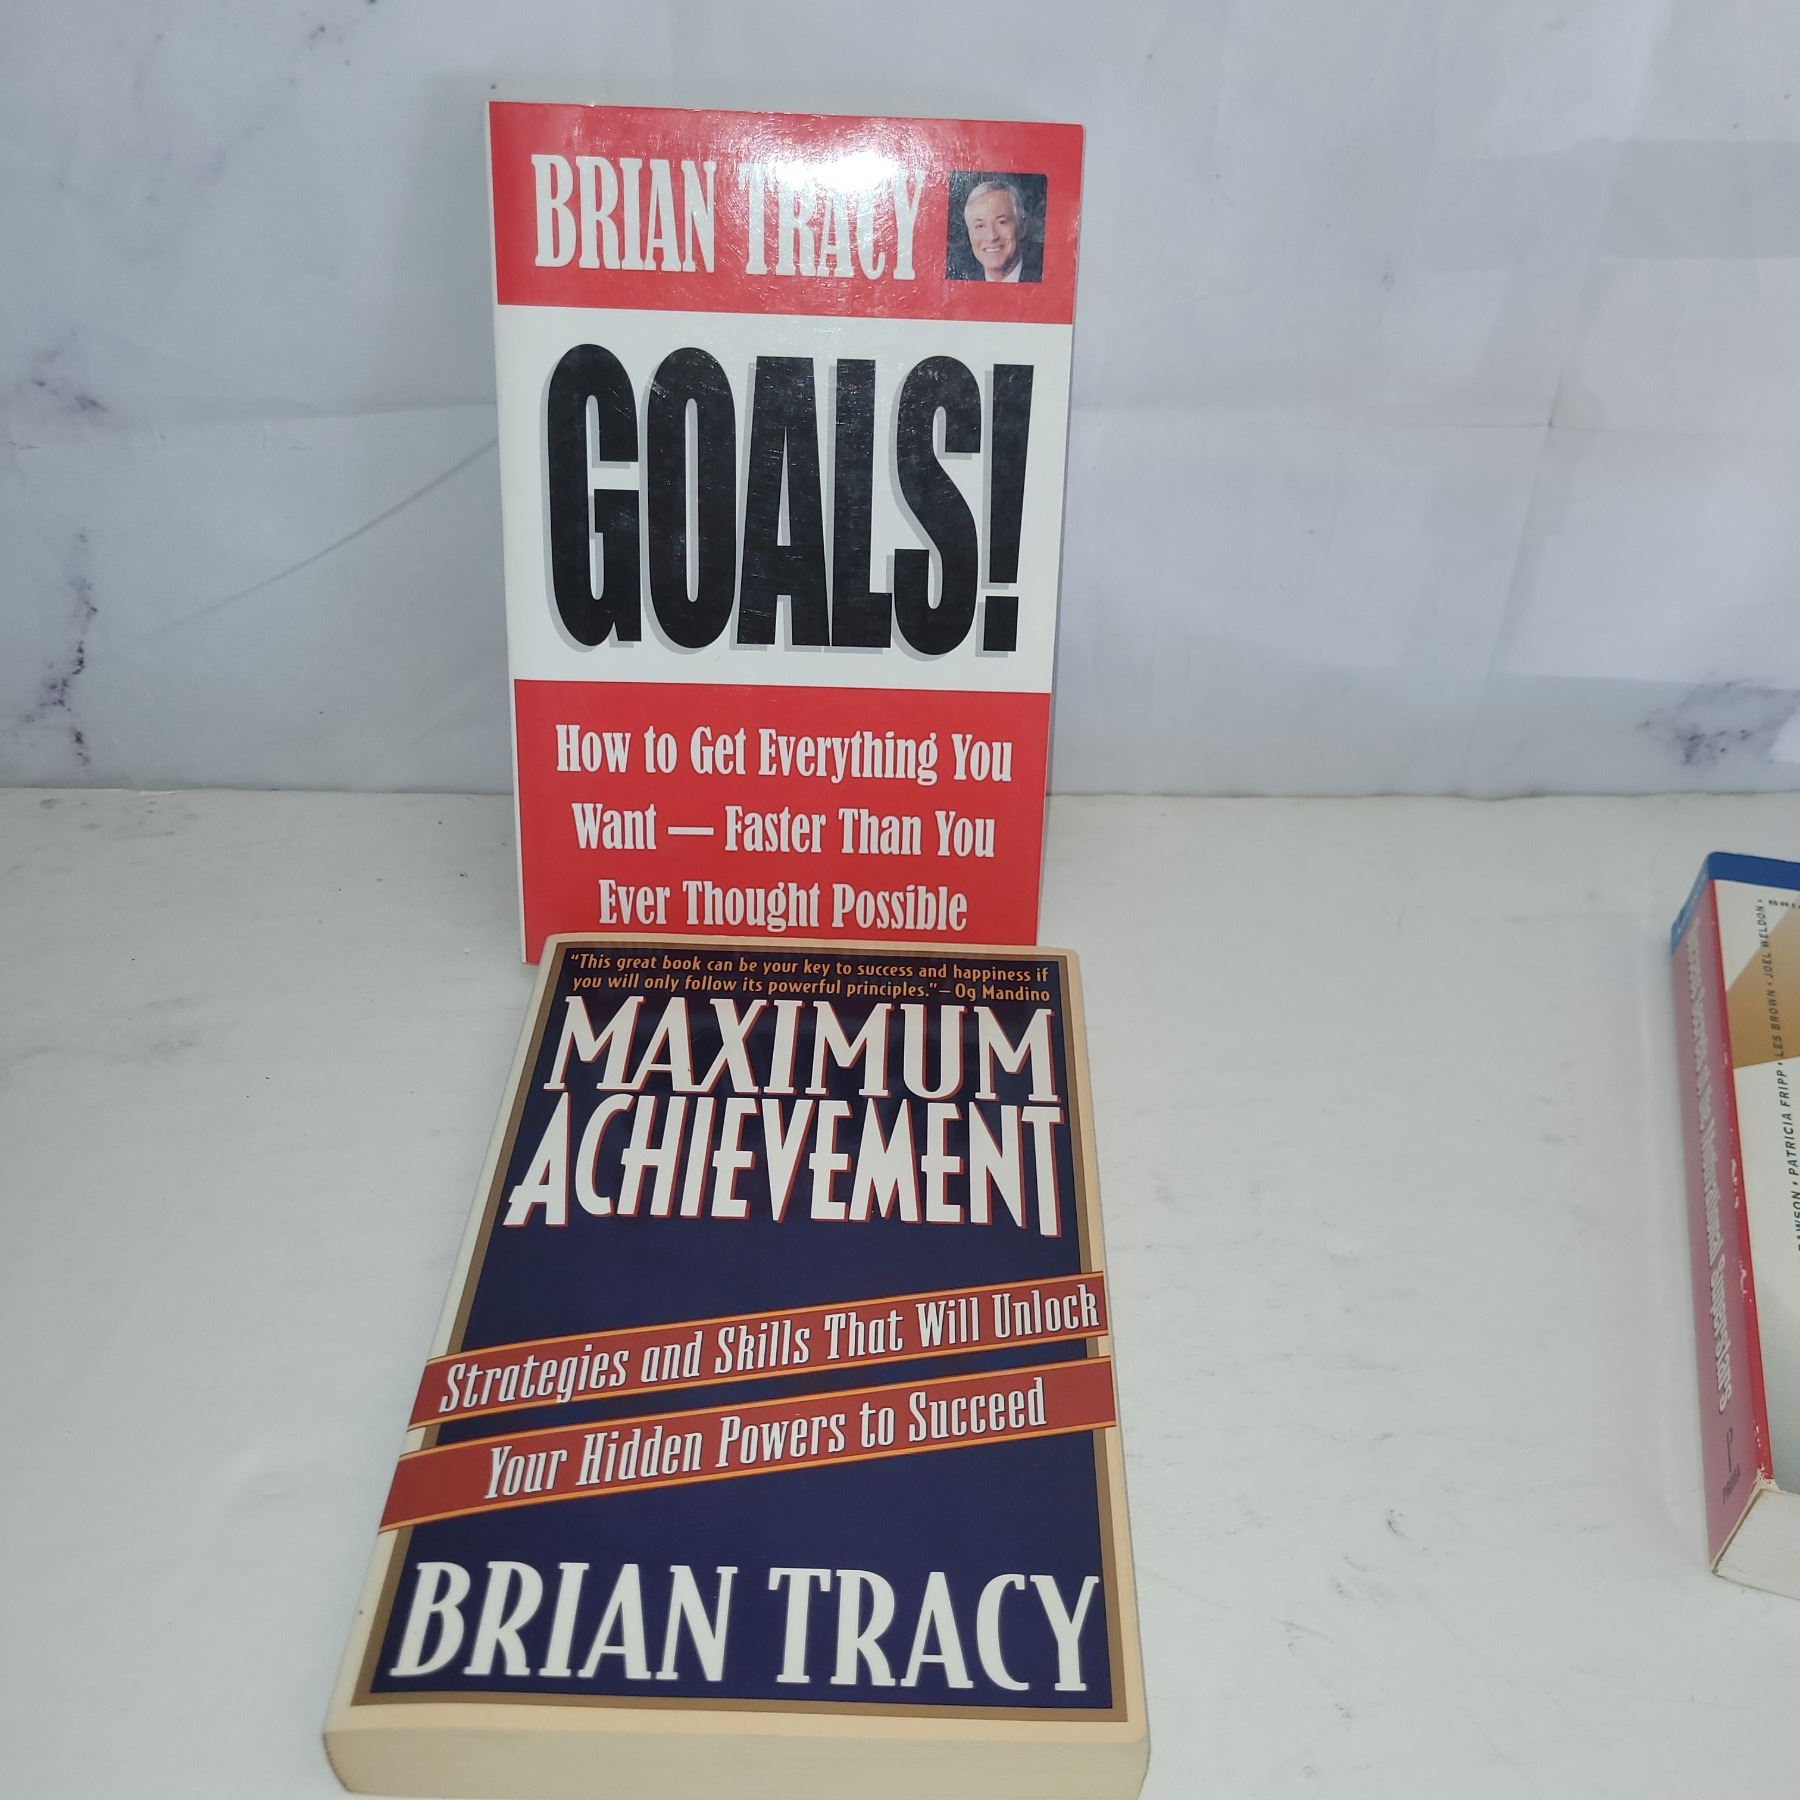 BRIAN TRACY
GOALS!
How to Get Everything You
Want — Faster Than You
Ever Thought Possible
"This great book can be your key to success and happiness if
you will only follow its powerful principles." – Og Mandino
MAXIMUM
ACHIEVEMENT
Strategies and Skills That Will Unlock
Your Hidden Powers to Succeed
BRIAN TRACY
PATRICIA FRIPP • LES BROWN • JOEL WELDON •